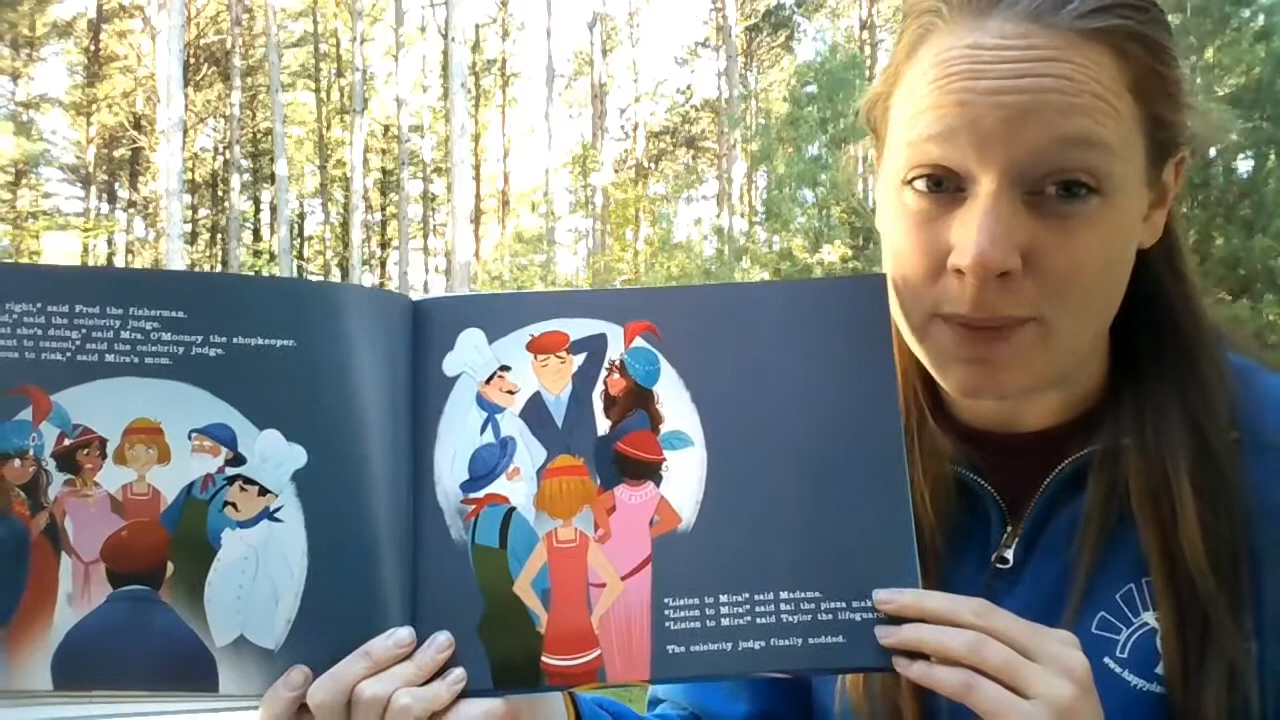 right," said Fred the fisherman.
," said the celebrity judge.
she's doing," said Mrs. O'Mooney the shopkeeper.
to cancel," said the celebrity judge.
to risk," said Mira's mom.
"Listen to Mira!" said Madame.
"Listen to Mira!" said Sal the pizza
"Listen to Mira!" said Taylor the lifeguard
The celebrity judge finally nodded.